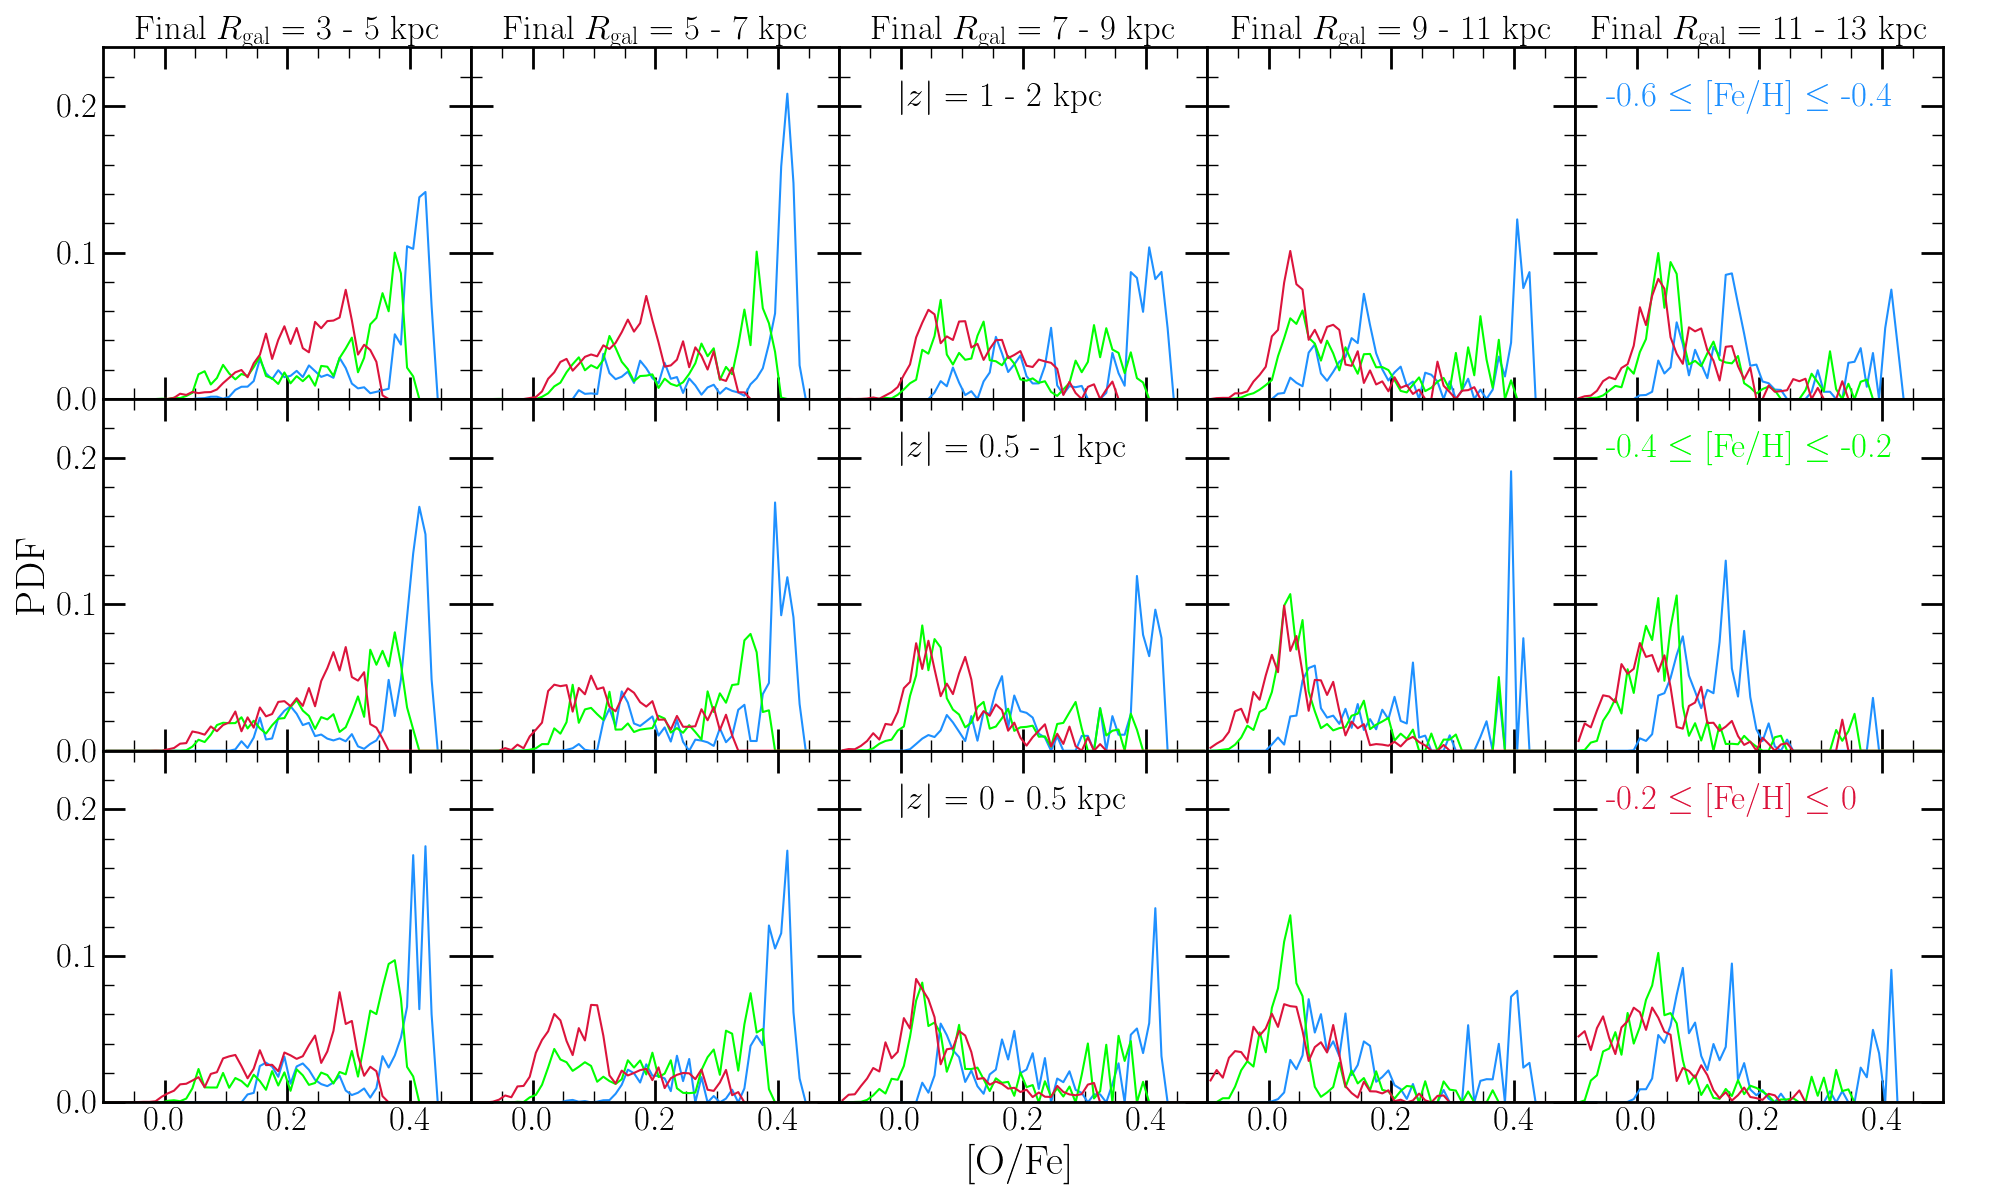 Final R_gal = 3 - 5 kpc
Final R_gal = 5 - 7 kpc
Final R_gal = 7 - 9 kpc
Final R_gal = 9 - 11 kpc
Final R_gal = 11 - 13 kpc
|z| = 1 - 2 kpc
-0.6 ≤ [Fe/H] ≤ -0.4
0.2
0.1
0.0
|z| = 0.5 - 1 kpc
-0.4 ≤ [Fe/H] ≤ -0.2
0.2
0.1
0.0
PDF
|z| = 0 - 0.5 kpc
-0.2 ≤ [Fe/H] ≤ 0
0.2
0.1
0.0
0.0 0.2 0.4
0.0 0.2 0.4
0.0 0.2 0.4
0.0 0.2 0.4
0.0 0.2 0.4
[O/Fe]